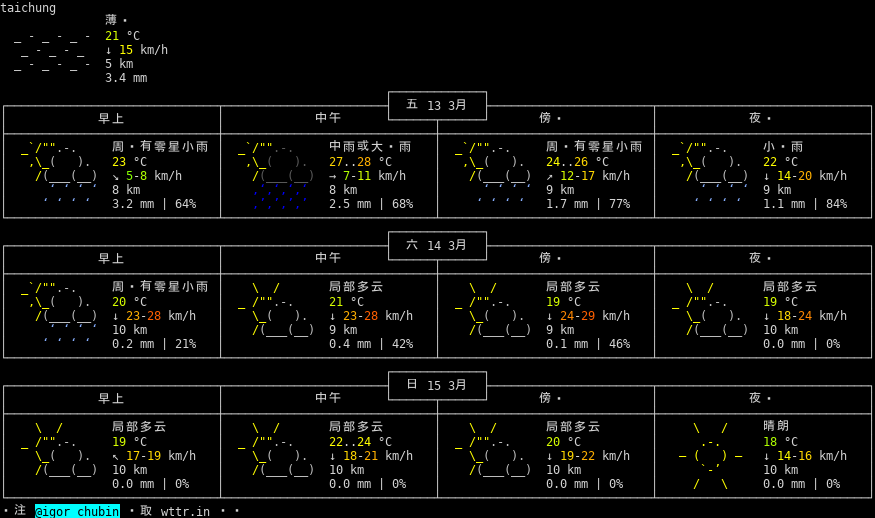 taichung
薄・
21 °C
↓ 15 km/h
5 km
3.4 mm
五 13 3月
早上 中午 傍・ 夜・
周・有零星小雨 中雨或大・雨 周・有零星小雨 小・雨
23 °C 27..28 °C 24..26 °C 22 °C
↘ 5-8 km/h → 7-11 km/h ↗ 12-17 km/h ↓ 14-20 km/h
8 km 8 km 9 km 9 km
3.2 mm | 64% 2.5 mm | 68% 1.7 mm | 77% 1.1 mm | 84%
六 14 3月
早上 中午 傍・ 夜・
周・有零星小雨 局部多云 局部多云 局部多云
20 °C 21 °C 19 °C 19 °C
↓ 23-28 km/h ↓ 23-28 km/h ↓ 24-29 km/h ↓ 18-24 km/h
10 km 9 km 9 km 10 km
0.2 mm | 21% 0.4 mm | 42% 0.1 mm | 46% 0.0 mm | 0%
日 15 3月
早上 中午 傍・ 夜・
局部多云 局部多云 局部多云 晴朗
19 °C 22..24 °C 20 °C 18 °C
↖ 17-19 km/h ↓ 18-21 km/h ↓ 19-22 km/h ↓ 14-16 km/h
10 km 10 km 10 km 10 km
0.0 mm | 0% 0.0 mm | 0% 0.0 mm | 0% 0.0 mm | 0%
・注 @igor_chubin ・取 wttr.in ・・